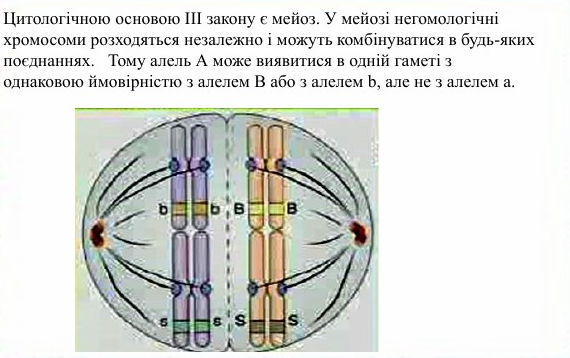 Цитологічною основою III закону є мейоз. У мейозі негомологічні
хромосоми розходяться незалежно і можуть комбінуватися в будь-яких
поєднаннях. Тому алель А може виявитися в одній гаметі з
однаковою ймовірністю з алелем В або з алелем b, але не з алелем а.
b b B B
s s S S